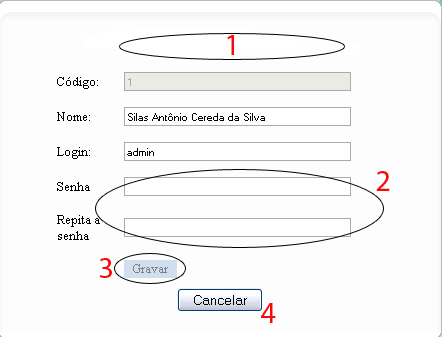 1
Código: 1
Nome: Silas Antônio Cereda da Silva
Login: admin
Senha
2
Repita a
senha
3 Gravar
Cancelar
4